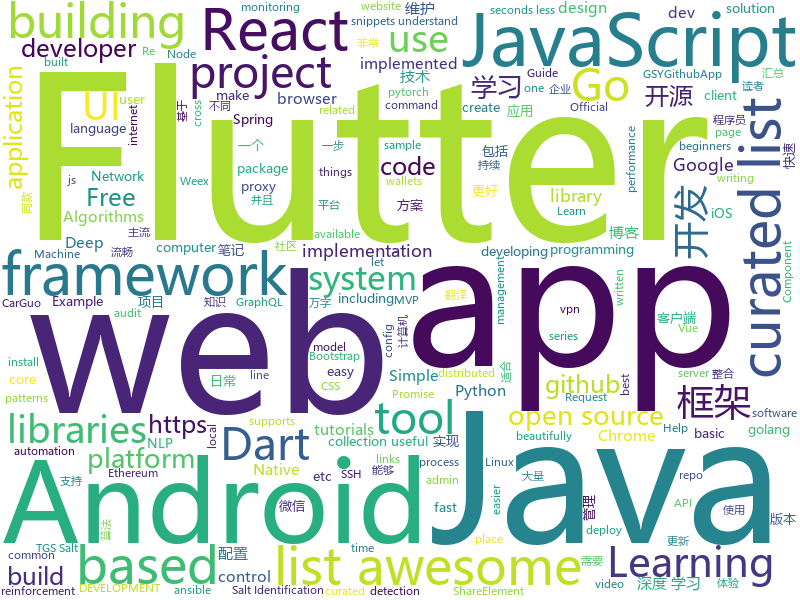 monitoring
website
snippets understand
维护
seconds less
design
dev
solution
building
React
JavaScript
developer
use
Re
Node
Guide
非常
汇总
built
技术
基于
cross
不同
UI
user
project
make
browser
implemented
学习
Go
GSYGithubApp
读者
pytorch
command
create
one
企业
application
language
internet
Spring
Official
开源
client
程序员
page
Flutter
curated list
快速
js
Network
一个
一步
sample
应用
performance
beginners
package
related
code
包括
Google
writing
同款
Free
Weex
things
持续
wallets
更好
library
开发
iOS
Algorithms
并且
proxy
平台
方案
available
Learn
Deep
流畅
computer
笔记
主流
社区
developing
programming
博客
Machine
implementation
web
app
framework
system
let
翻译
vpn
written
Component
CarGuo
Example
项目
知识
GraphQL
万字
including
MVP
management
series
客户端
Vue
audit
model
Bootstrap
easy
config
计算机
github
server
整合
install
日常
line
CSS
Simple
distributed
适合
best
core
Python
框架
patterns
libraries
https
tool
Promise
Request
software
NLP
local
supports
tutorials
open source
golang
automation
Dart
collection useful
实现
Chrome
basic
platform
links
beautifully
Help
repo
Ethereum
Native
etc
能够
process
Linux
API
admin
Android
Java
支持
微信
SSH
fast
管理
版本
TGS Salt
算法
based
配置
list awesome
easier
deploy
更新
使用
build
common
time
place
Learning
control
需要
体验
reinforcement
DEVELOPMENT
ansible
Salt Identification
curated
video
detection
深度 学习
ShareElement
大量